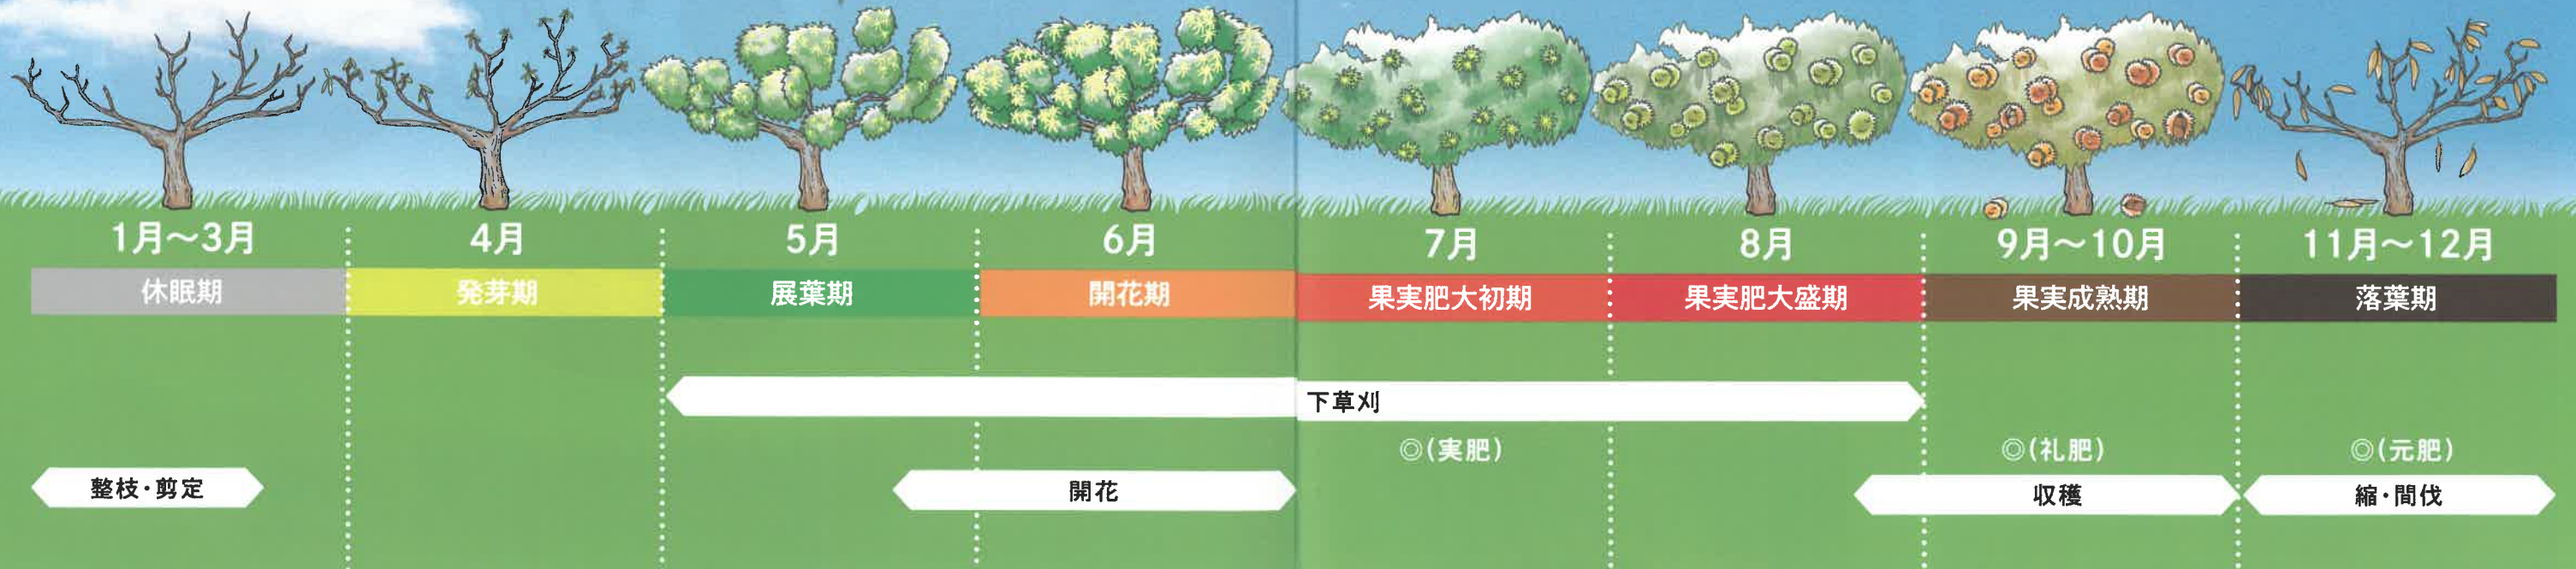 1月～3月
4月
5月
6月
7月
8月
9月～10月
11月～12月
休眠期
発芽期
展葉期
開花期
果実肥大初期
果実肥大盛期
果実成熟期
落葉期
下草刈
◎(実肥)
◎(礼肥)
◎(元肥)
整枝・剪定
開花
収穫
縮・間伐